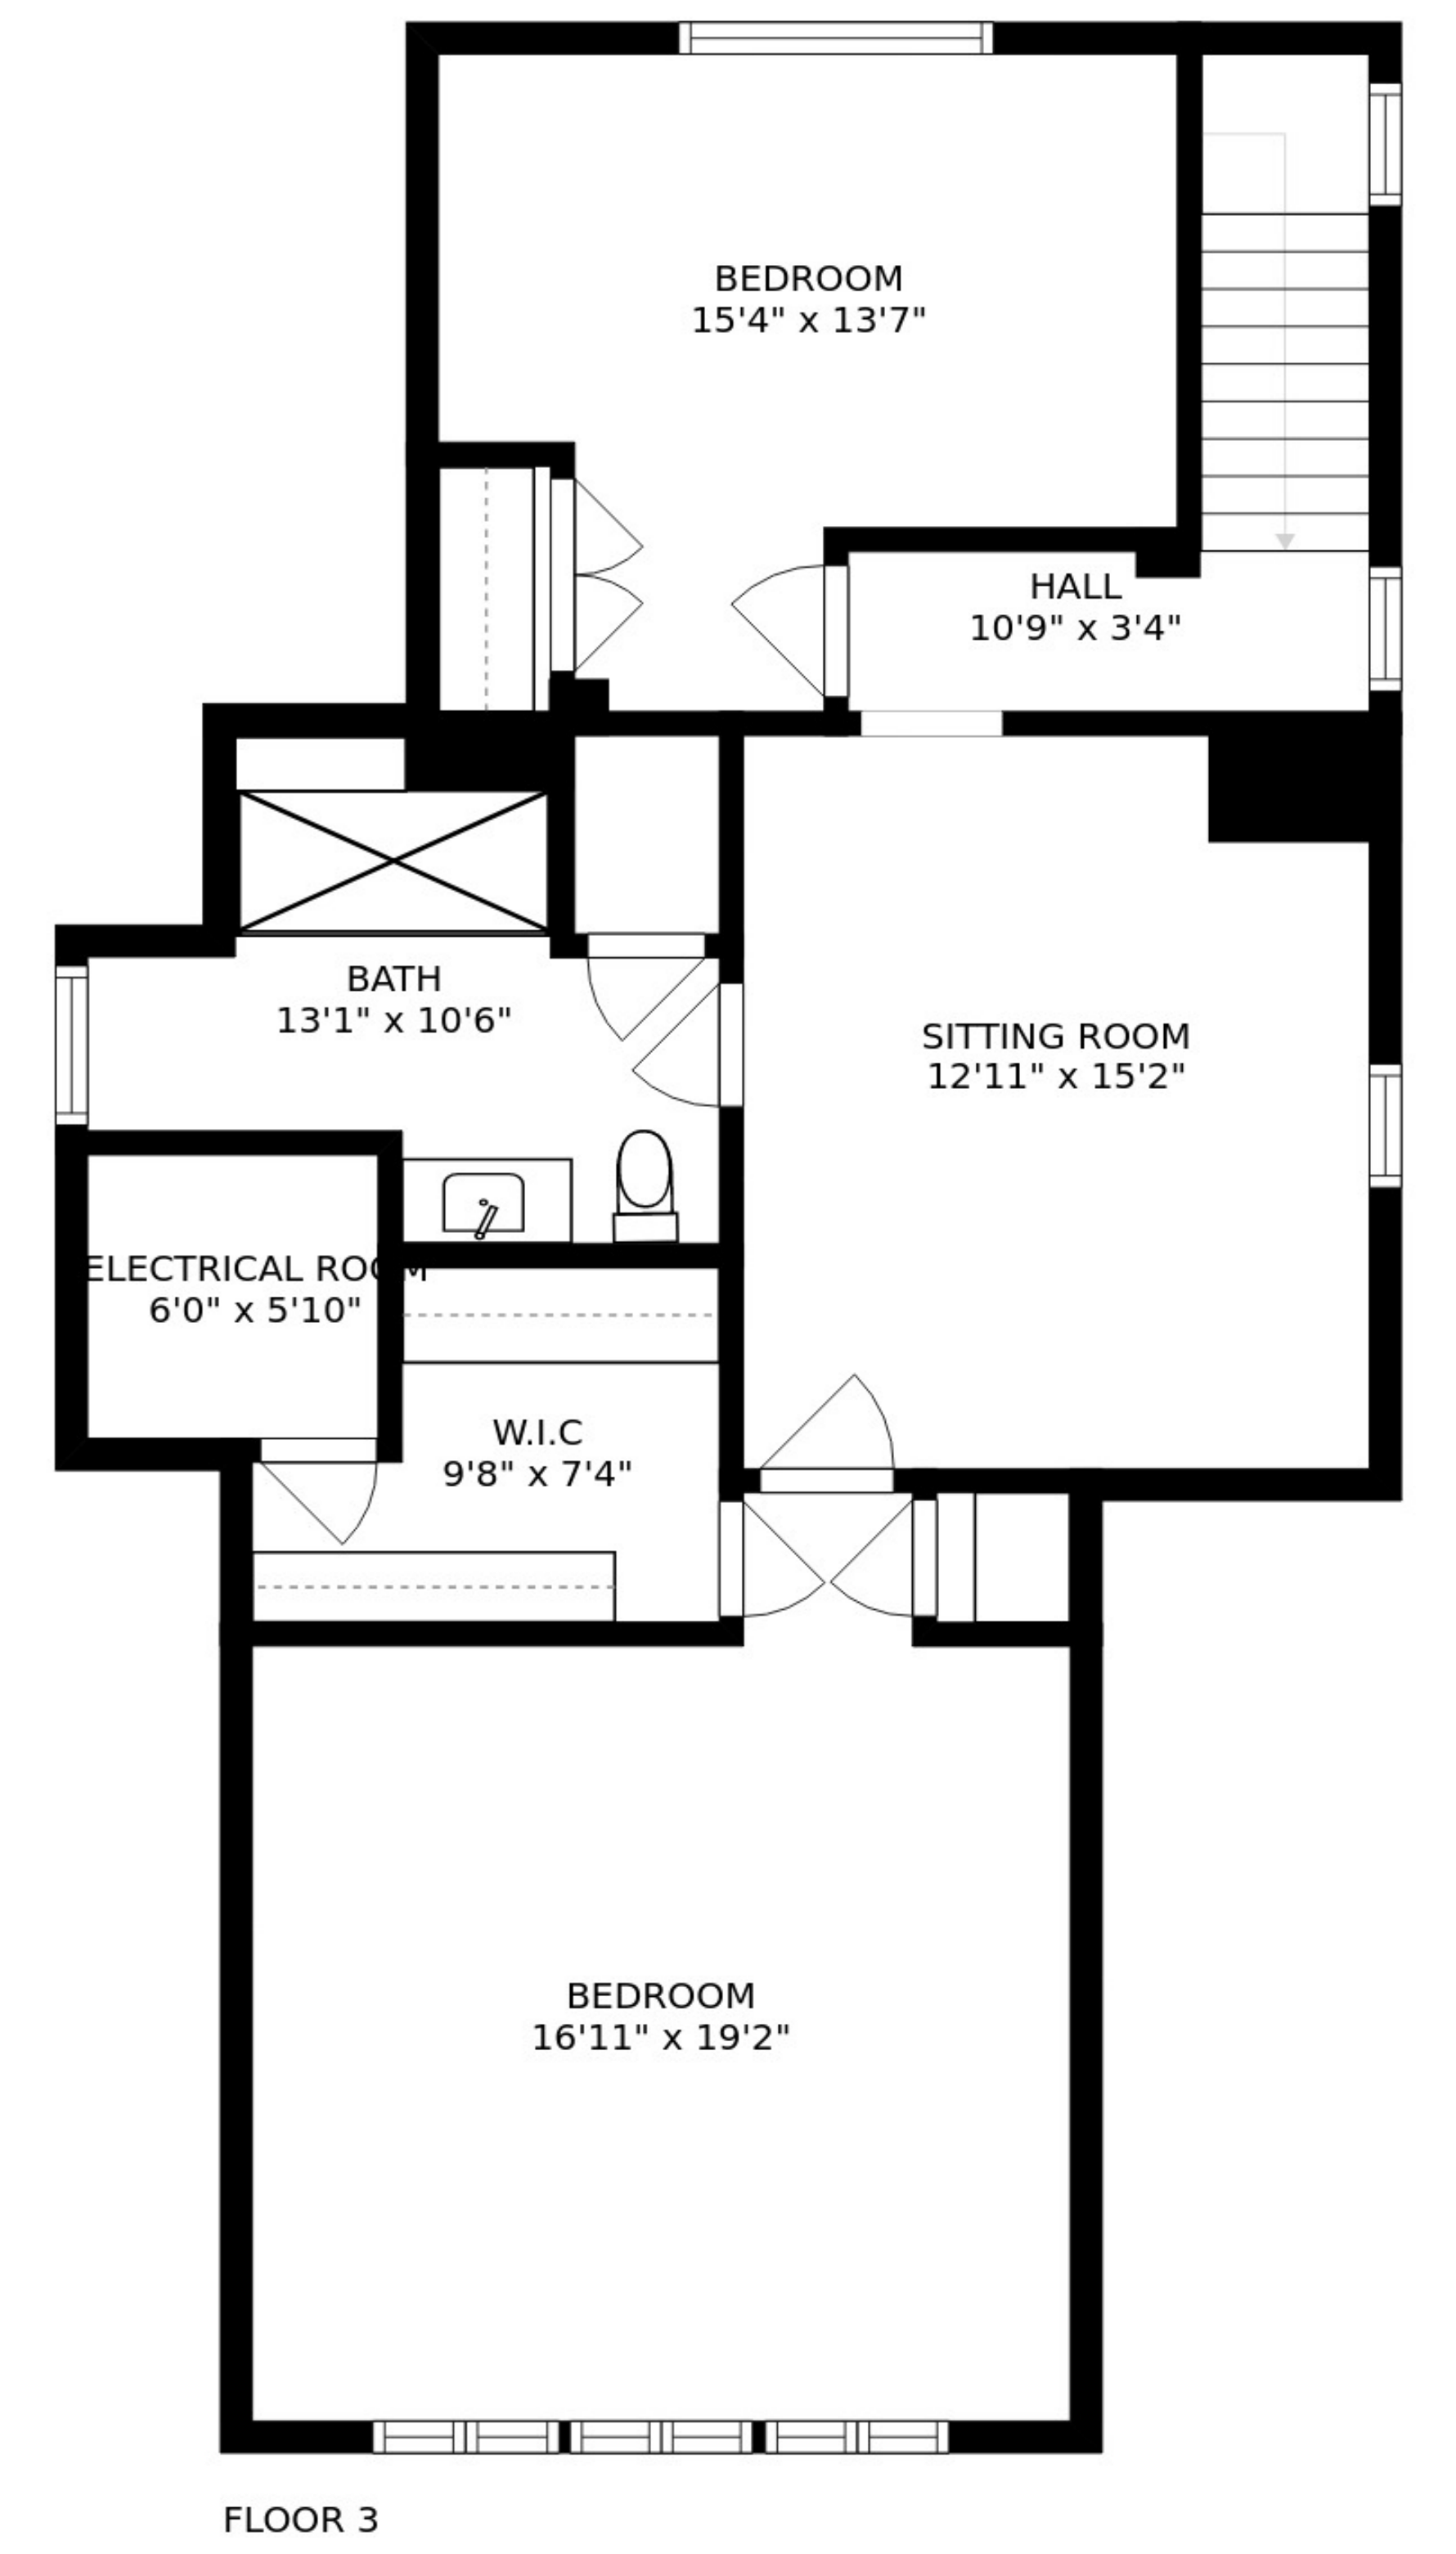 BEDROOM
15'4" x 13'7"
HALL
10'9" x 3'4"
BATH
13'1" x 10'6"
SITTING ROOM
12'11" x 15'2"
ELECTRICAL ROOM
6'0" x 5'10"
W.I.C
9'8" x 7'4"
BEDROOM
16'11" x 19'2"
FLOOR 3